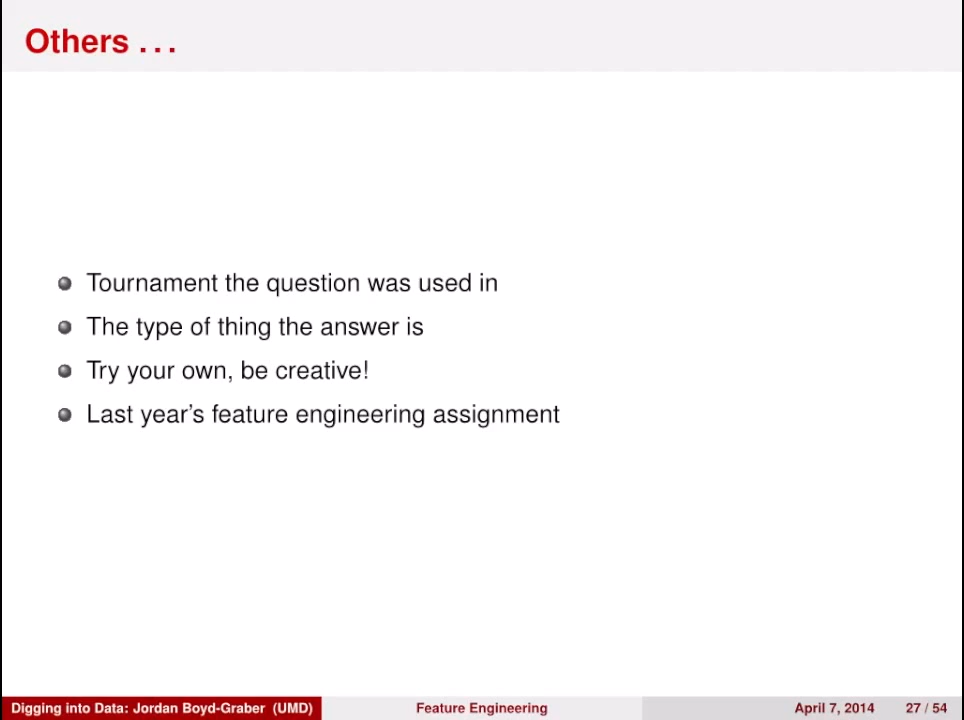 Others . . .
Tournament the question was used in
The type of thing the answer is
Try your own, be creative!
Last year's feature engineering assignment
Digging into Data: Jordan Boyd-Graber (UMD) Feature Engineering April 7, 2014 27 / 54